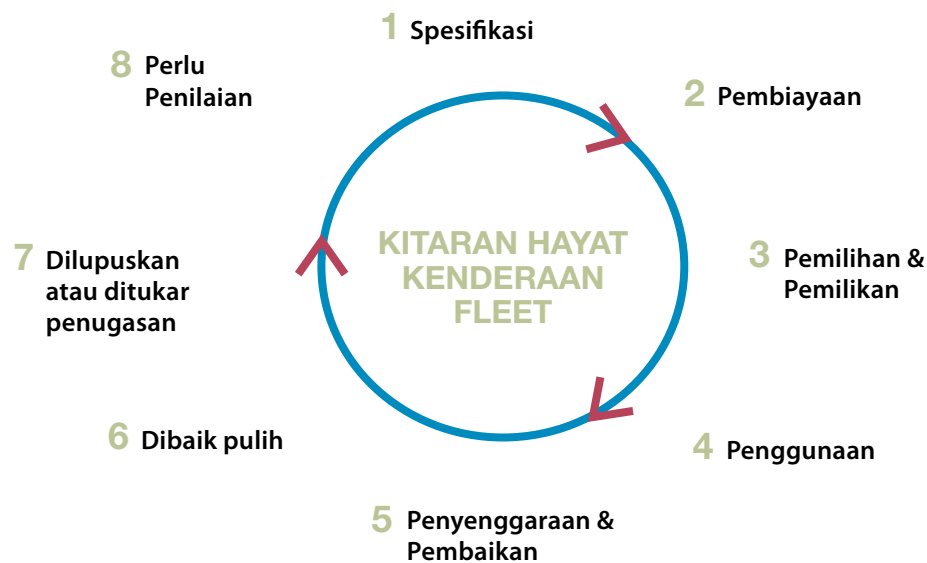 1 Spesifikasi
2 Pembiayaan
3 Pemilihan &
Pemilikan
4 Penggunaan
5 Penyenggaraan &
Pembaikan
6 Dibaik pulih
7 Dilupuskan
atau ditukar
penugasan
8 Perlu
Penilaian
KITARAN HAYAT
KENDERAAN
FLEET